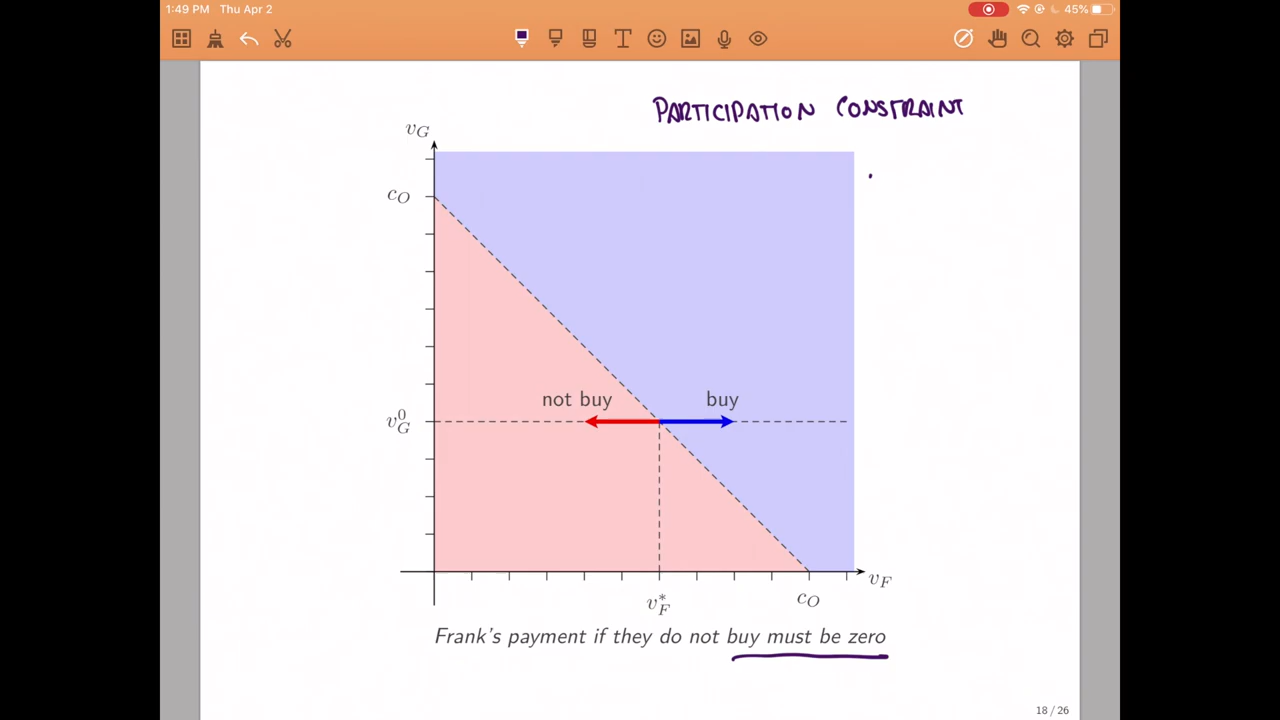 1:49 PM Thu Apr 2
45%
PARTICIPATION CONSTRAINT
v_G
c_O
not buy
buy
v_G^0
v_F
v_F^*
c_O
Frank's payment if they do not buy must be zero
18 / 26